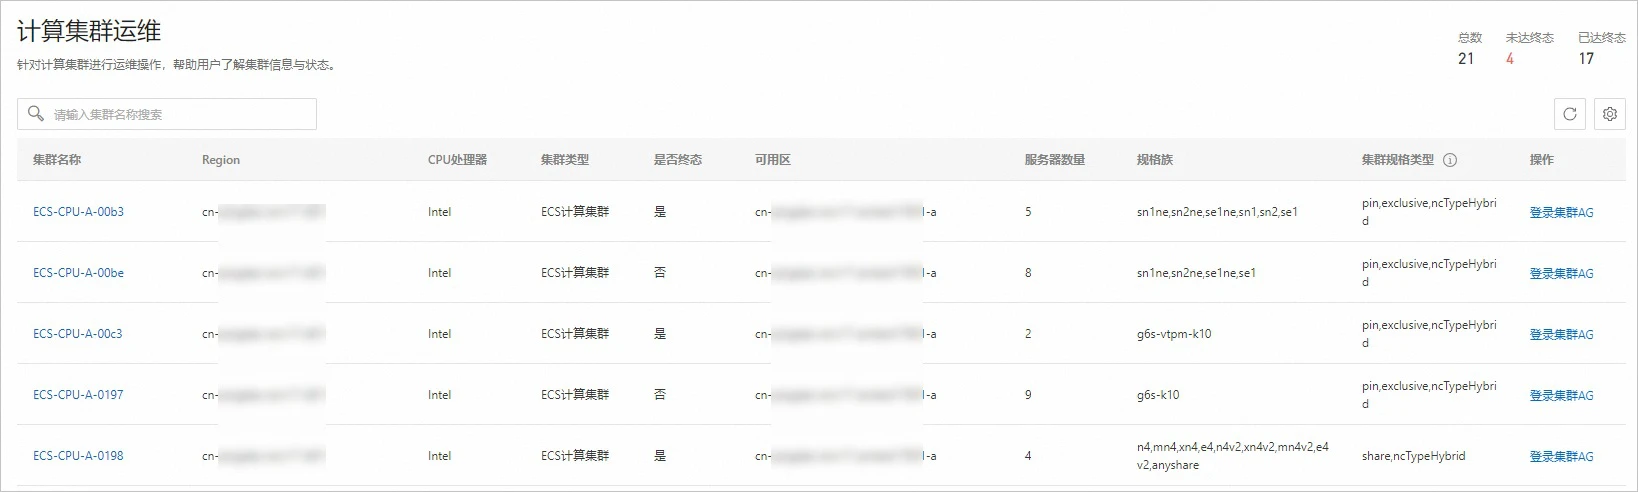 计算集群运维
针对计算集群进行运维操作，帮助用户了解集群信息与状态。
总数 未达终态 已达终态
21 4 17
请输入集群名称搜索
集群名称 Region CPU处理器 集群类型 是否终态 可用区 服务器数量 规格族 集群规格类型 操作
ECS-CPU-A-00b3 cn- Intel ECS计算集群 是 cn- -a 5 sn1ne,sn2ne,se1ne,sn1,sn2,se1 pin,exclusive,ncTypeHybri
d 登录集群AG
ECS-CPU-A-00be cn- Intel ECS计算集群 否 cn- -a 8 sn1ne,sn2ne,se1ne,se1 pin,exclusive,ncTypeHybri
d 登录集群AG
ECS-CPU-A-00c3 cn- Intel ECS计算集群 是 cn- -a 2 g6s-vtpm-k10 pin,exclusive,ncTypeHybri
d 登录集群AG
ECS-CPU-A-0197 cn- Intel ECS计算集群 否 cn- -a 9 g6s-k10 pin,exclusive,ncTypeHybri
d 登录集群AG
ECS-CPU-A-0198 cn- Intel ECS计算集群 是 cn- -a 4 n4,mn4,xn4,e4,n4v2,xn4v2,mn4v2,e4
v2,anyshare share,ncTypeHybrid 登录集群AG